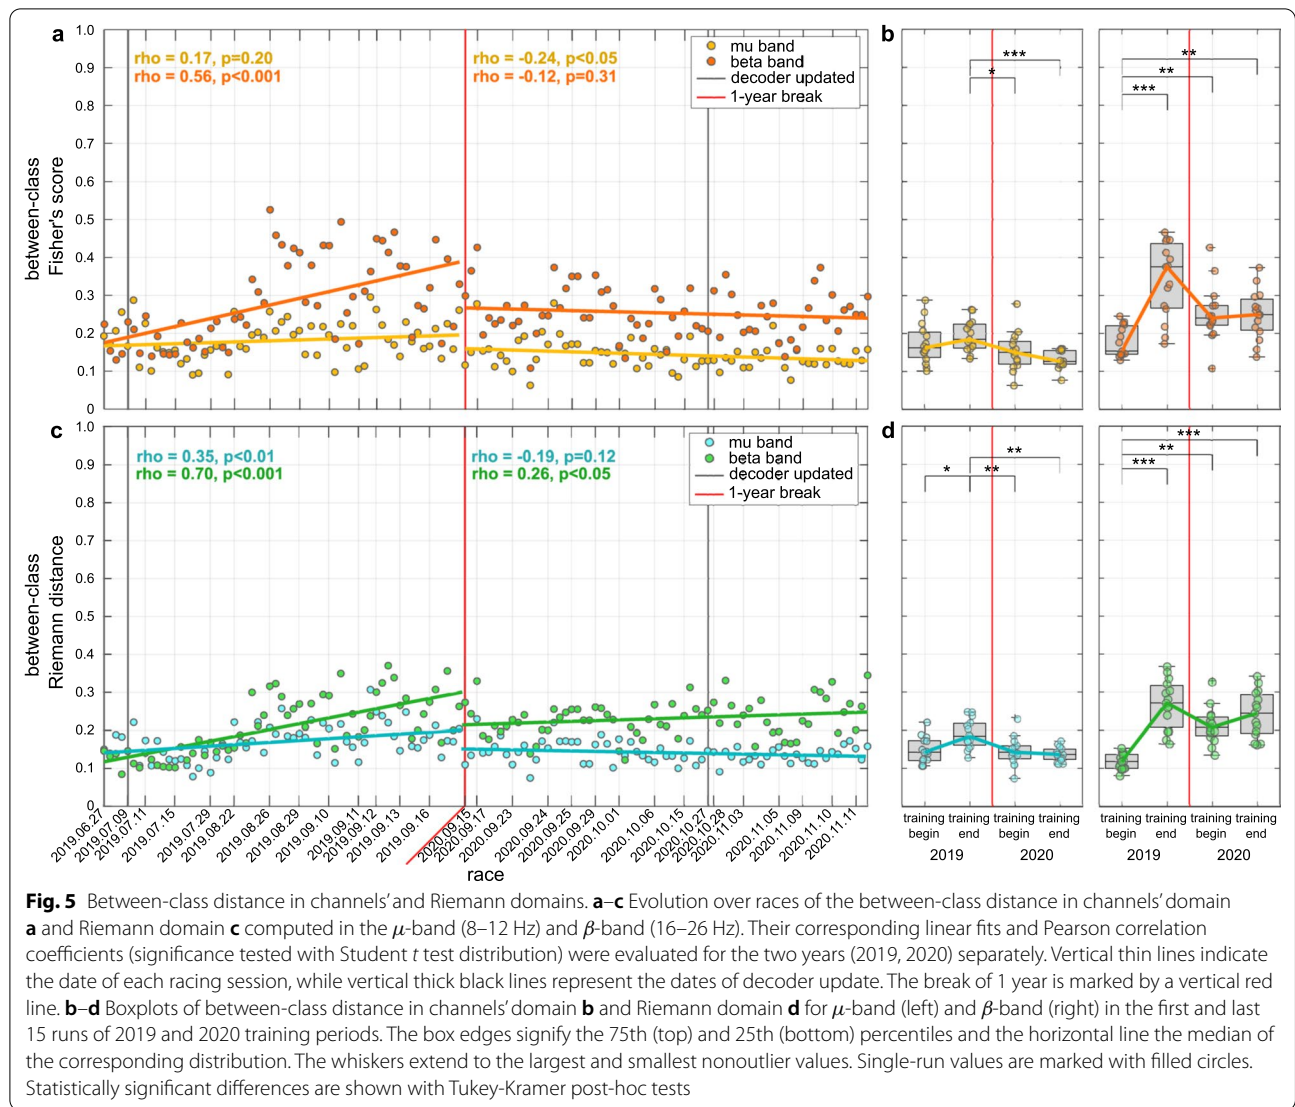 a
between-class
Fisher's score
1.0
0.9
0.8
0.7
0.6
0.5
0.4
0.3
0.2
0.1
0
rho = 0.17, p=0.20
rho = 0.56, p<0.001
rho = -0.24, p<0.05
rho = -0.12, p=0.31
mu band
beta band
decoder updated
1-year break
b
***
*
**
**
***
c
between-class
Riemann distance
1.0
0.9
0.8
0.7
0.6
0.5
0.4
0.3
0.2
0.1
0
rho = 0.35, p<0.01
rho = 0.70, p<0.001
rho = -0.19, p=0.12
rho = 0.26, p<0.05
mu band
beta band
decoder updated
1-year break
2019.06.27
2019.07.09
2019.07.11
2019.07.15
2019.07.29
2019.08.22
2019.08.26
2019.08.29
2019.09.10
2019.09.11
2019.09.12
2019.09.13
2019.09.16
2020.09.15
2020.09.17
2020.09.23
2020.09.24
2020.09.25
2020.09.29
2020.10.01
2020.10.06
2020.10.15
2020.10.27
2020.10.28
2020.11.03
2020.11.05
2020.11.09
2020.11.10
2020.11.11
race
d
**
*
**
***
**
***
training begin
training end
training begin
training end
2019
2020
training begin
training end
training begin
training end
2019
2020
Fig. 5 Between-class distance in channels' and Riemann domains. a–c Evolution over races of the between-class distance in channels' domain
a and Riemann domain c computed in the μ-band (8–12 Hz) and β-band (16–26 Hz). Their corresponding linear fits and Pearson correlation
coefficients (significance tested with Student t test distribution) were evaluated for the two years (2019, 2020) separately. Vertical thin lines indicate
the date of each racing session, while vertical thick black lines represent the dates of decoder update. The break of 1 year is marked by a vertical red
line. b–d Boxplots of between-class distance in channels' domain b and Riemann domain d for μ-band (left) and β-band (right) in the first and last
15 runs of 2019 and 2020 training periods. The box edges signify the 75th (top) and 25th (bottom) percentiles and the horizontal line the median of
the corresponding distribution. The whiskers extend to the largest and smallest nonoutlier values. Single-run values are marked with filled circles.
Statistically significant differences are shown with Tukey-Kramer post-hoc tests